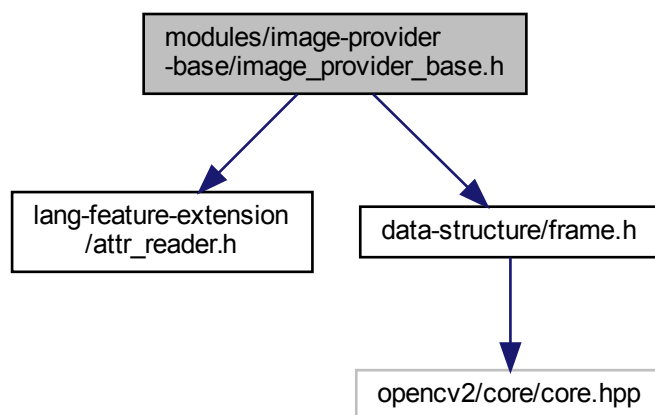 modules/image-provider
-base/image_provider_base.h
lang-feature-extension
/attr_reader.h
data-structure/frame.h
opencv2/core/core.hpp